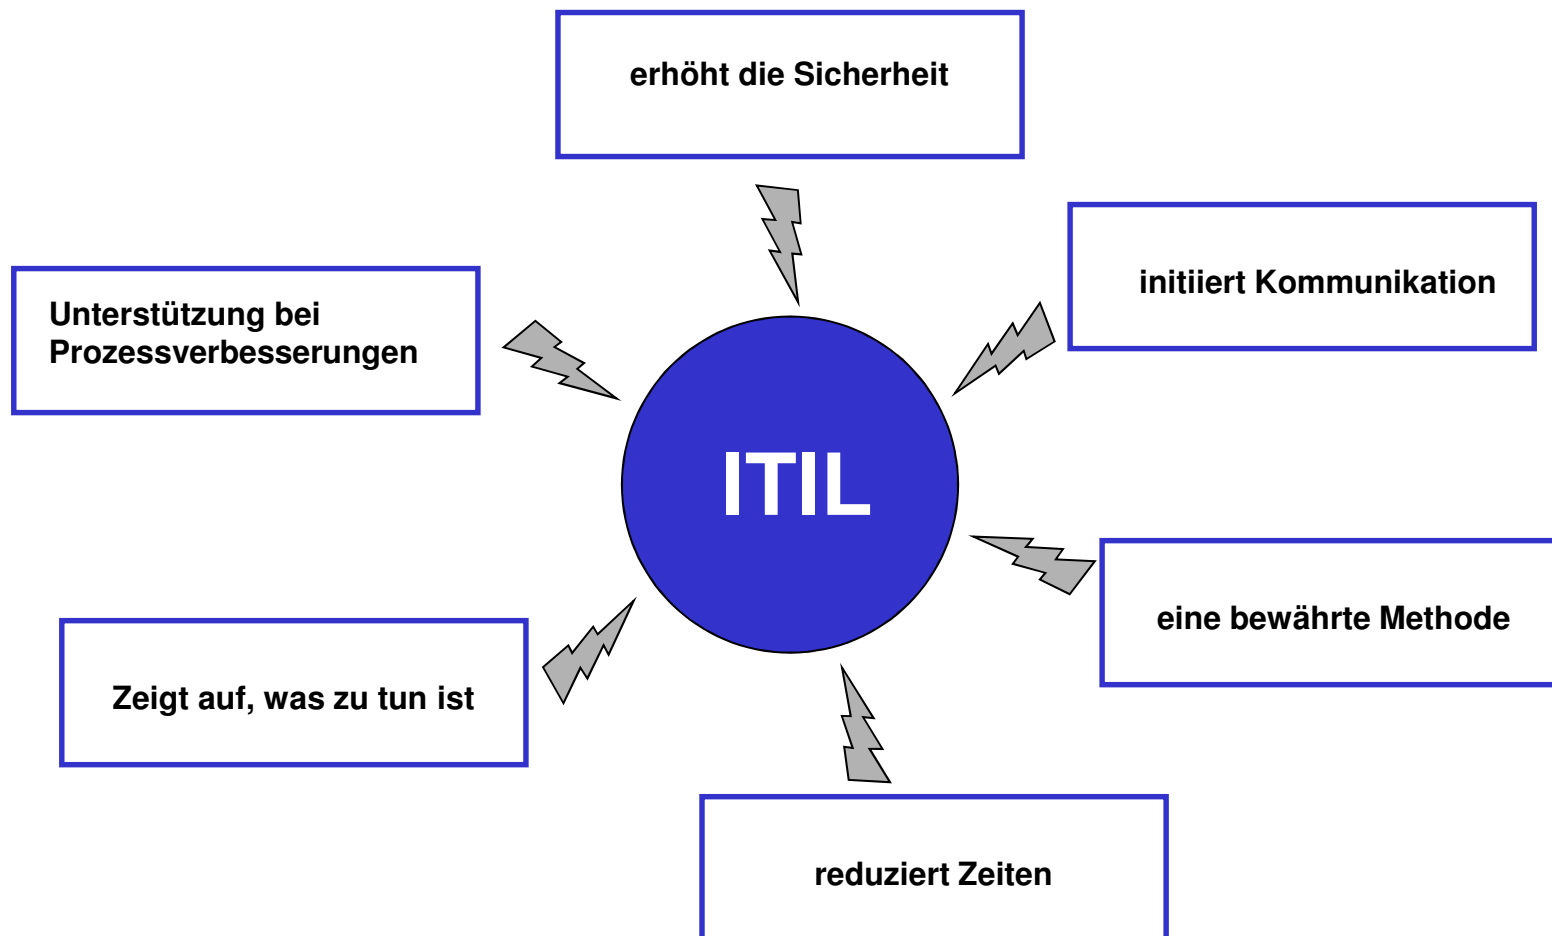 erhöht die Sicherheit
initiiert Kommunikation
Unterstützung bei
Prozessverbesserungen
ITIL
eine bewährte Methode
Zeigt auf, was zu tun ist
reduziert Zeiten